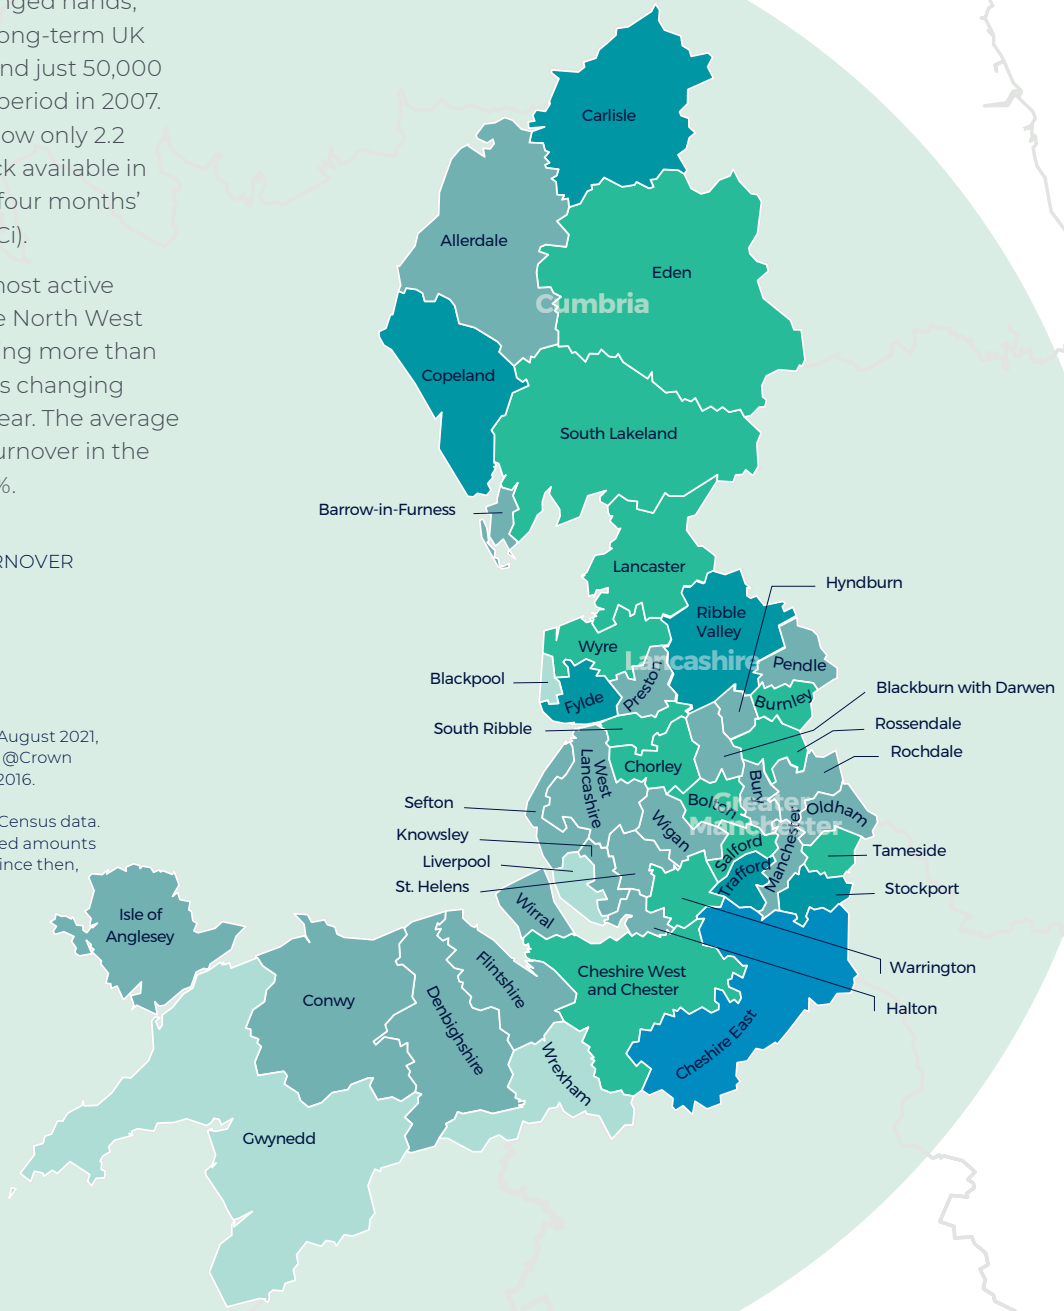 ong-term UK
nd just 50,000
period in 2007.
ow only 2.2
ck available in
four months’
Ci).
nost active
e North West
ng more than
s changing
ear. The average
urnover in the
%.
RNOVER
August 2021,
@Crown
2016.
Census data.
ed amounts
ince then,
Carlisle
Allerdale
Eden
Cumbria
Copeland
South Lakeland
Barrow-in-Furness
Lancaster
Hyndburn
Ribble
Valley
Wyre
Lancashire
Pendle
Blackpool
Preston
Fylde
Burnley
Blackburn with Darwen
South Ribble
Rossendale
Rochdale
Chorley
West
Lancashire
Bury
Sefton
Bolton
Greater
Manchester
Oldham
Wigan
Knowsley
Salford
Manchester
Liverpool
Tameside
St. Helens
Trafford
Stockport
Wirral
Isle of
Anglesey
Warrington
Cheshire West
and Chester
Flintshire
Conwy
Halton
Denbighshire
Cheshire East
Wrexham
Gwynedd